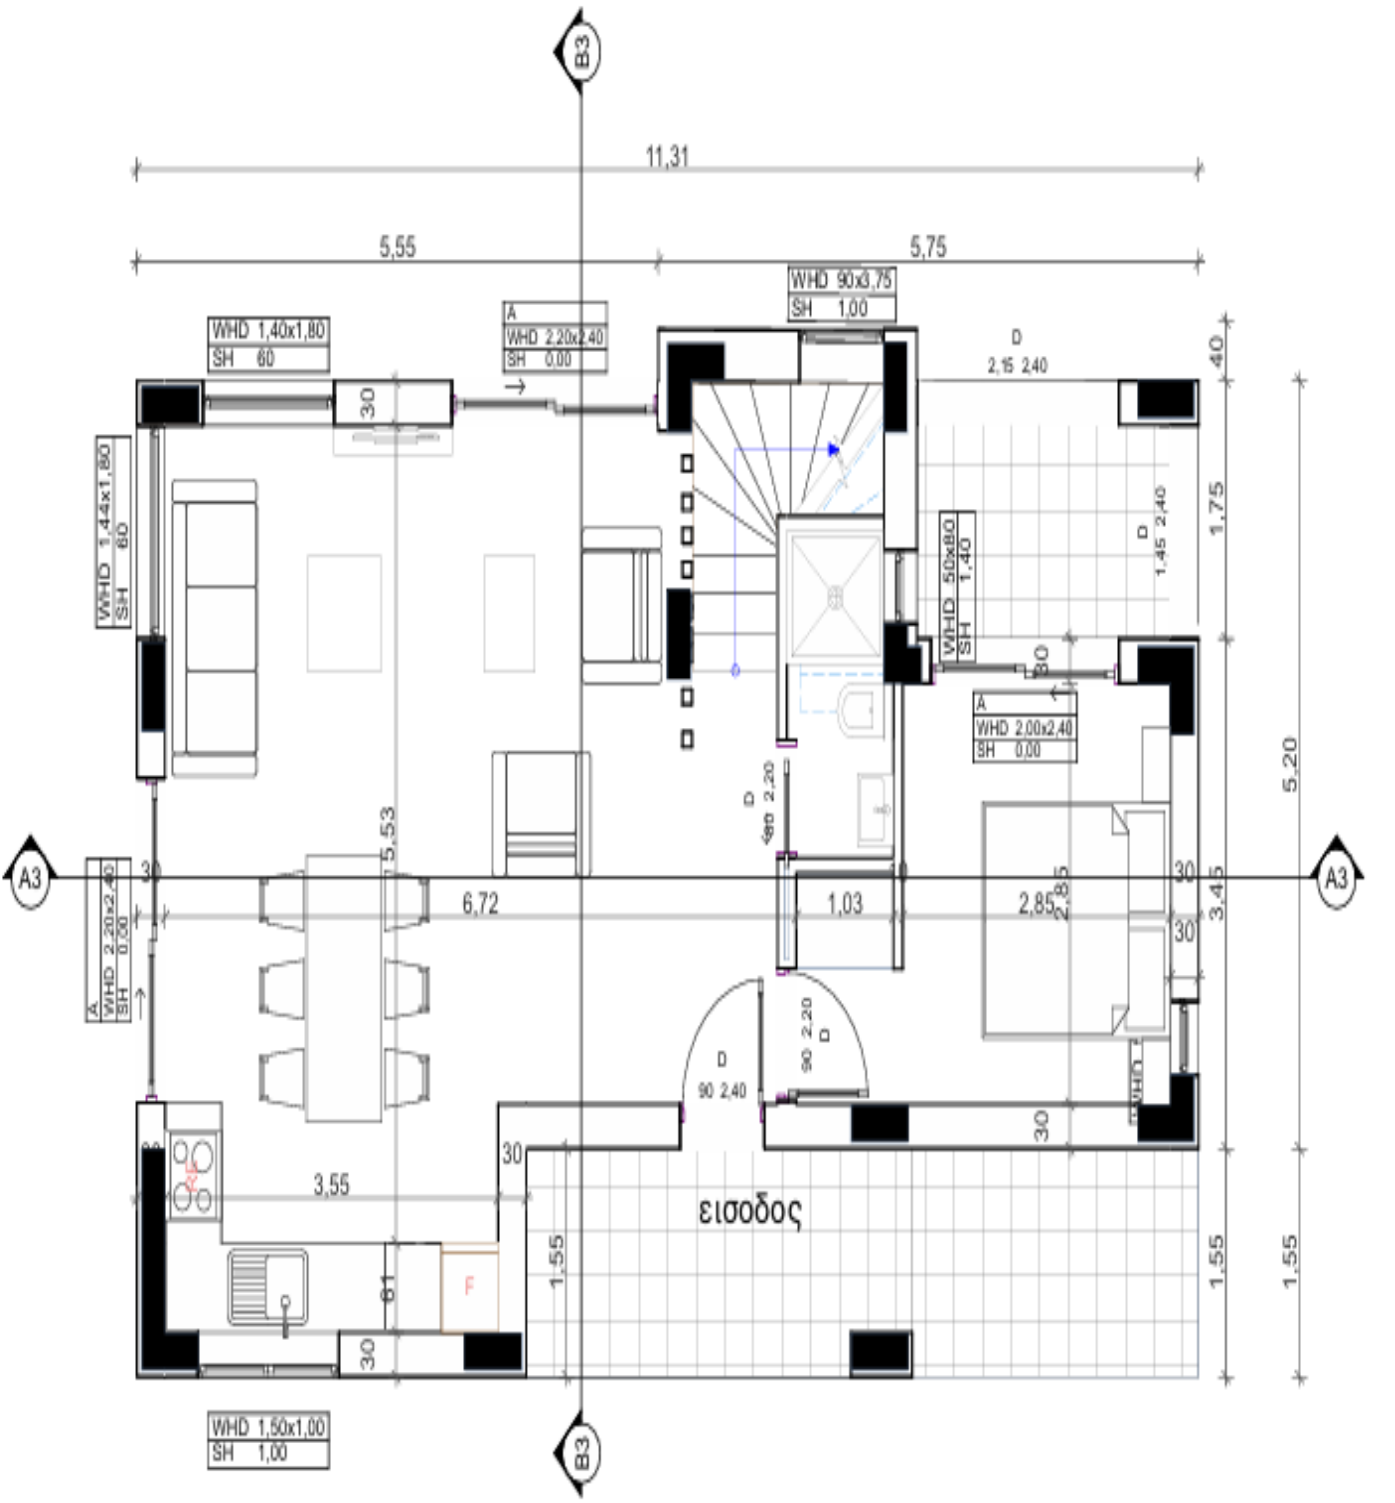 B3
11,31
5,55
5,75
WHD 90x3,75
SH 1,00
WHD 1,40x1,80
SH 60
A
WHD 2,20x2,40
SH 0,00
D
2,15 2,40
40
30
WHD 1,44x1,80
SH 60
1,75
D
1,45 2,40
WHD 50x80
SH 1,40
30
A
WHD 2,00x2,40
SH 0,00
5,20
D
80 2,20
5,53
A3
30
30
A3
A
WHD 2,20x2,40
SH 0,00
6,72
1,03
2,85
2,85
3,45
30
90 2,20
D
D
90 2,40
WHD
30
30
3,55
εισοδος
1.55
1.55
1.55
61
F
30
WHD 1,50x1,00
SH 1,00
B3